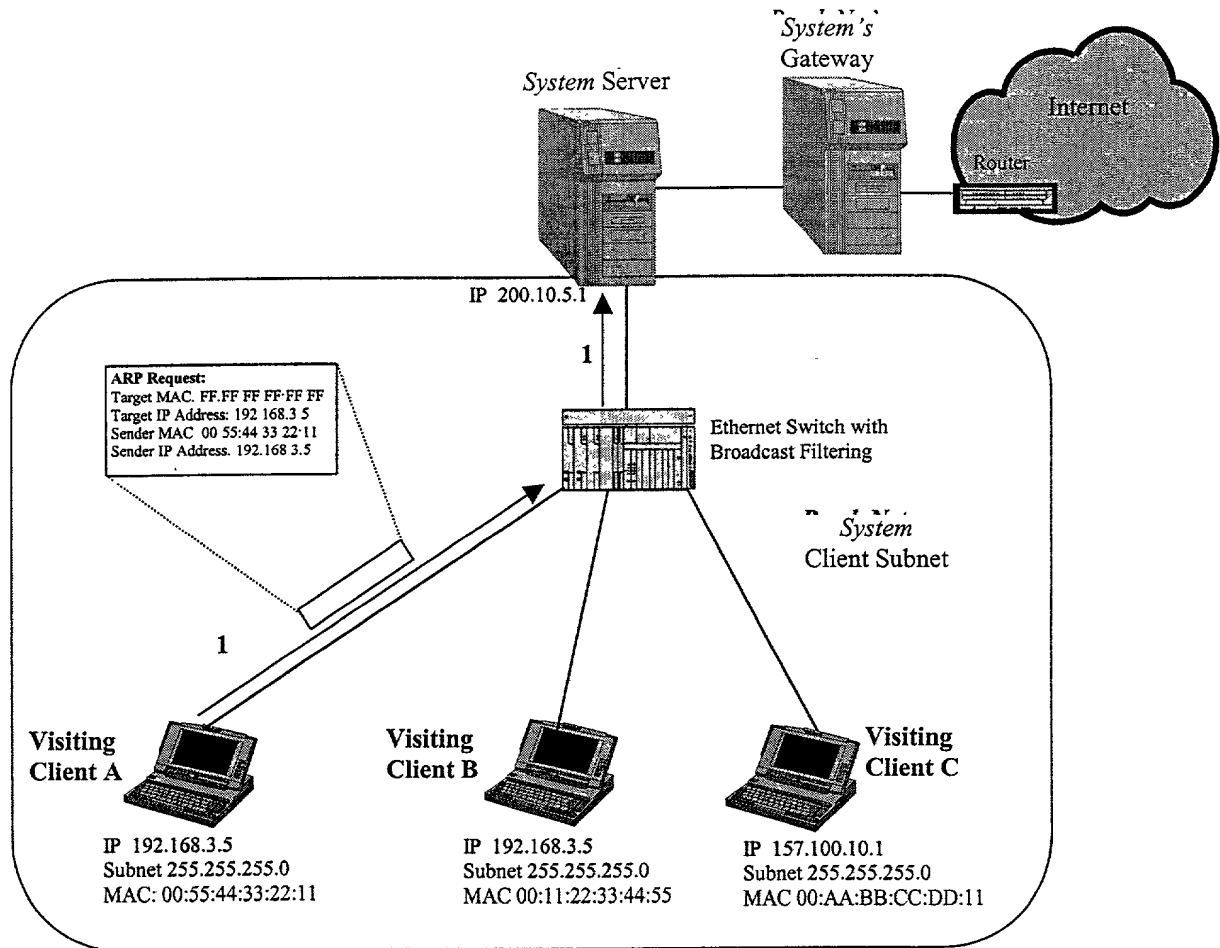 System's
Gateway
System Server
Internet
Router
IP 200.10.5.1
1
ARP Request:
Target MAC. FF.FF FF FF·FF FF
Target IP Address: 192 168.3 5
Sender MAC 00 55:44 33 22·11
Sender IP Address. 192.168 3.5
Ethernet Switch with
Broadcast Filtering
System
Client Subnet
1
Visiting
Client A
Visiting
Client B
Visiting
Client C
IP 192.168.3.5
Subnet 255.255.255.0
MAC: 00:55:44:33:22:11
IP 192.168.3.5
Subnet 255.255.255.0
MAC 00:11:22:33:44:55
IP 157.100.10.1
Subnet 255.255.255.0
MAC 00:AA:BB:CC:DD:11